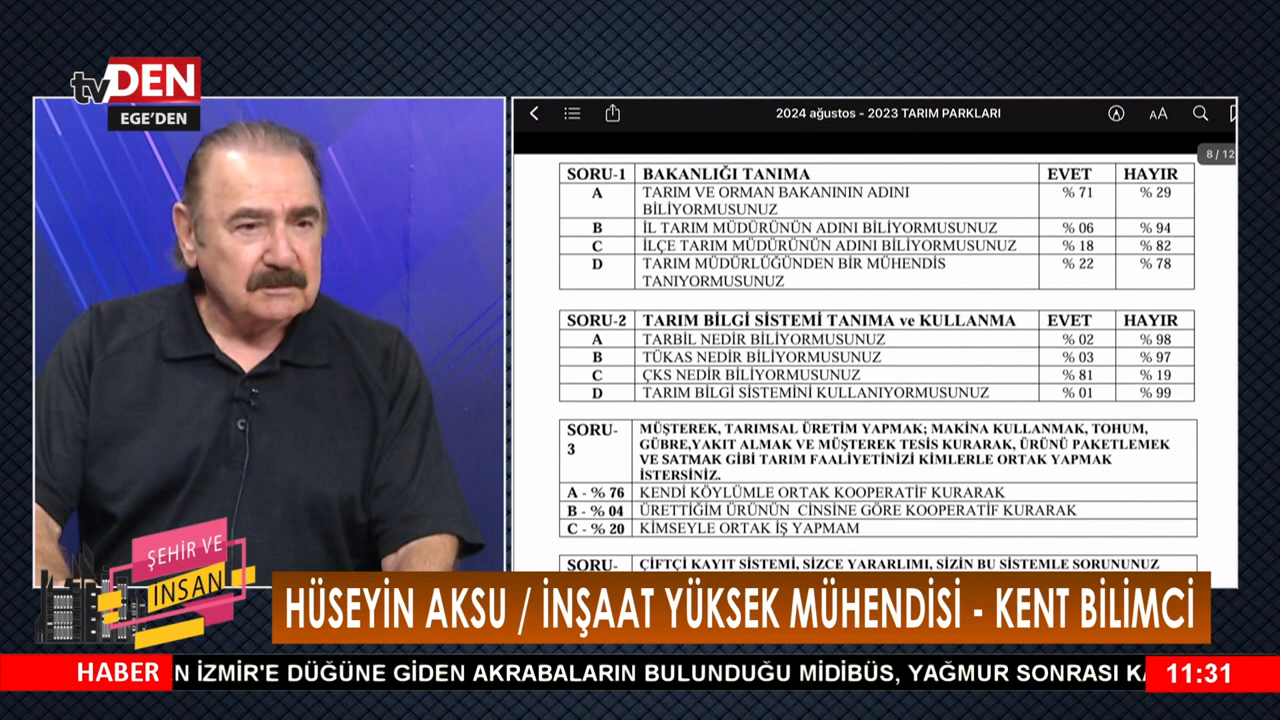 tvDEN
EGE'DEN
2024 ağustos - 2023 TARIM PARKLARI
AA
8 / 12
SORU-1 BAKANLIĞI TANIMA EVET HAYIR
A TARIM VE ORMAN BAKANININ ADINI BİLİYORMUSUNUZ % 71 % 29
B İL TARIM MÜDÜRÜNÜN ADINI BİLİYORMUSUNUZ % 06 % 94
C İLÇE TARIM MÜDÜRÜNÜN ADINI BİLİYORMUSUNUZ % 18 % 82
D TARIM MÜDÜRLÜĞÜNDEN BİR MÜHENDİS TANIYORMUSUNUZ % 22 % 78
SORU-2 TARIM BİLGİ SİSTEMİ TANIMA ve KULLANMA EVET HAYIR
A TARBİL NEDİR BİLİYORMUSUNUZ % 02 % 98
B TÜKAS NEDİR BİLİYORMUSUNUZ % 03 % 97
C ÇKS NEDİR BİLİYORMUSUNUZ % 81 % 19
D TARIM BİLGİ SİSTEMİNİ KULLANIYORMUSUNUZ % 01 % 99
SORU-3
MÜŞTEREK, TARIMSAL ÜRETİM YAPMAK; MAKİNA KULLANMAK, TOHUM,
GÜBRE,YAKIT ALMAK VE MÜŞTEREK TESİS KURARAK, ÜRÜNÜ PAKETLEMEK
VE SATMAK GİBİ TARIM FAALİYETİNİZİ KİMLERLE ORTAK YAPMAK
İSTERSİNİZ.
A - % 76 KENDİ KÖYLÜMLE ORTAK KOOPERATİF KURARAK
B - % 04 ÜRETTİĞİM ÜRÜNÜN CİNSİNE GÖRE KOOPERATİF KURARAK
C - % 20 KİMSEYLE ORTAK İŞ YAPMAM
SORU- ÇİFTÇİ KAYIT SİSTEMİ, SİZCE YARARLIMI, SİZİN BU SİSTEMLE SORUNUNUZ
ŞEHİR VE
İNSAN
HÜSEYİN AKSU / İNŞAAT YÜKSEK MÜHENDİSİ - KENT BİLİMCİ
HABER
N İZMİR'E DÜĞÜNE GİDEN AKRABALARIN BULUNDUĞU MİDİBÜS, YAĞMUR SONRASI KA
11:31